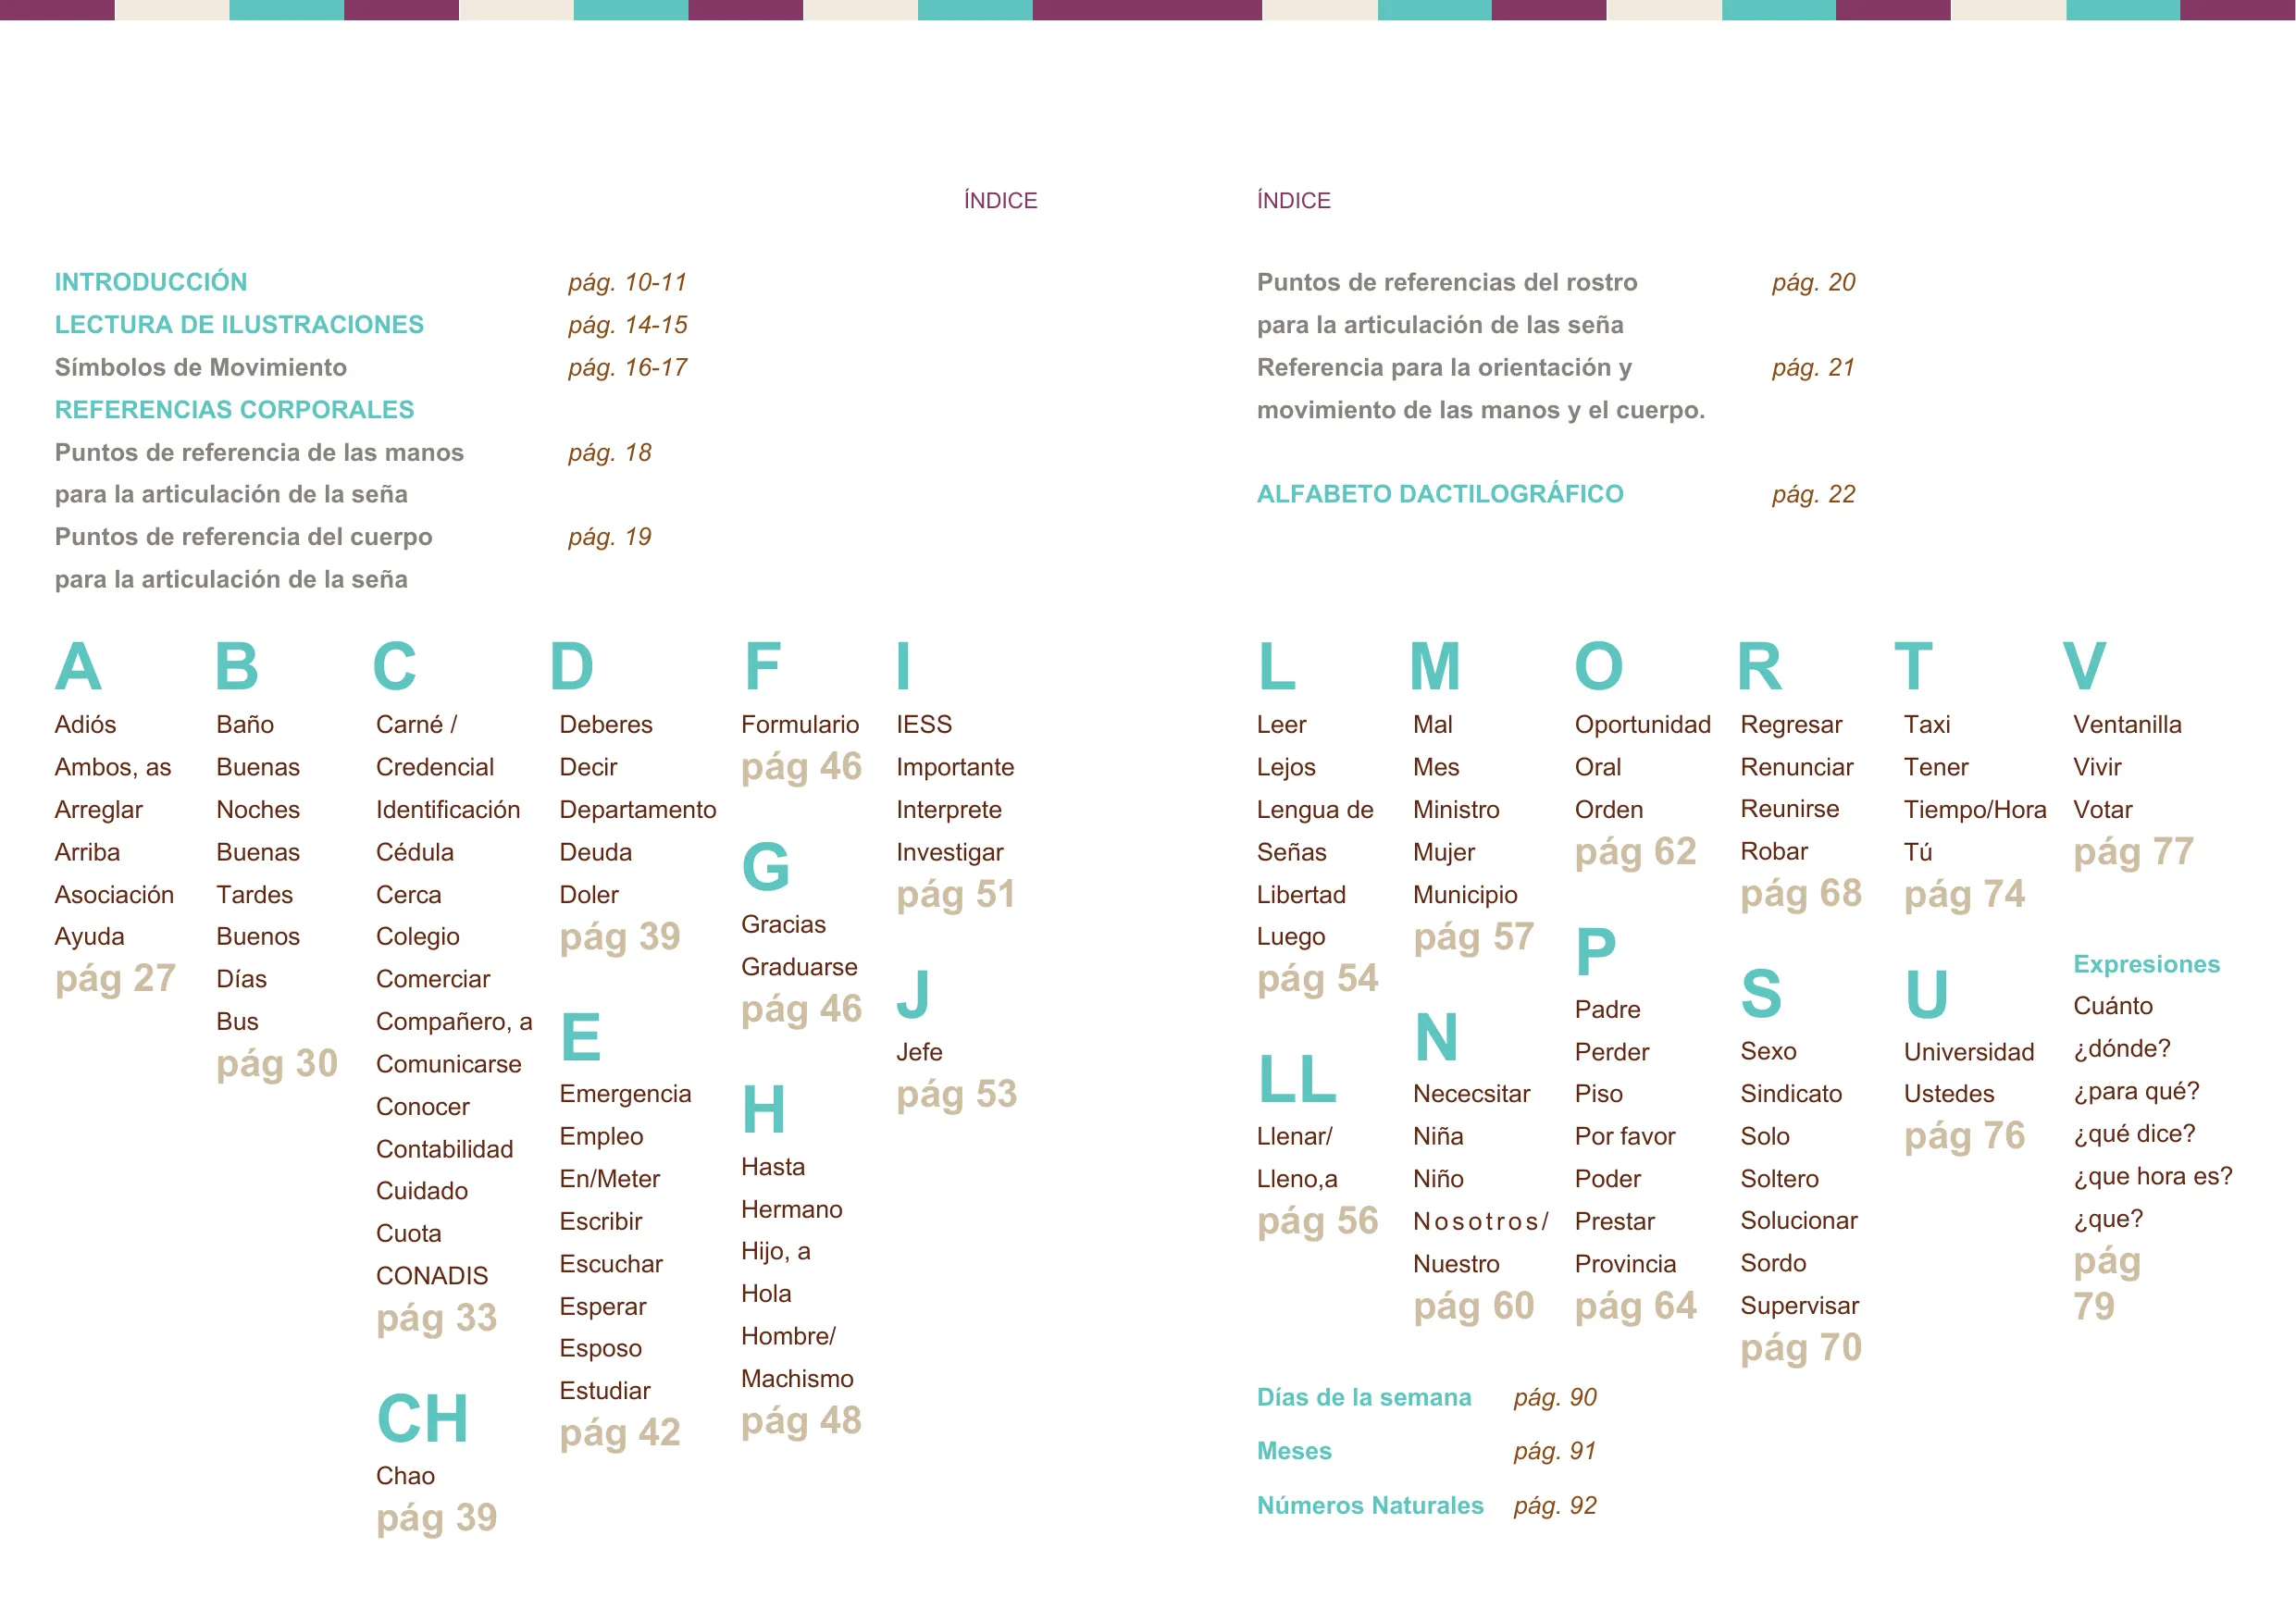 ÍNDICE
INTRODUCCIÓN pág. 10-11
LECTURA DE ILUSTRACIONES pág. 14-15
Símbolos de Movimiento pág. 16-17
REFERENCIAS CORPORALES
Puntos de referencia de las manos pág. 18
para la articulación de la seña
Puntos de referencia del cuerpo pág. 19
para la articulación de la seña
A
Adiós
Ambos, as
Arreglar
Arriba
Asociación
Ayuda
pág 27
B
Baño
Buenas
Noches
Buenas
Tardes
Buenos
Días
Bus
pág 30
C
Carné /
Credencial
Identificación
Cédula
Cerca
Colegio
Comerciar
Compañero, a
Comunicarse
Conocer
Contabilidad
Cuidado
Cuota
CONADIS
pág 33
CH
Chao
pág 39
D
Deberes
Decir
Departamento
Deuda
Doler
pág 39
E
Emergencia
Empleo
En/Meter
Escribir
Escuchar
Esperar
Esposo
Estudiar
pág 42
F
Formulario
pág 46
G
Gracias
Graduarse
pág 46
H
Hasta
Hermano
Hijo, a
Hola
Hombre/
Machismo
pág 48
I
IESS
Importante
Interprete
Investigar
pág 51
J
Jefe
pág 53
ÍNDICE
Puntos de referencias del rostro pág. 20
para la articulación de las seña
Referencia para la orientación y pág. 21
movimiento de las manos y el cuerpo.
ALFABETO DACTILOGRÁFICO pág. 22
L
Leer
Lejos
Lengua de
Señas
Libertad
Luego
pág 54
LL
Llenar/
Lleno,a
pág 56
M
Mal
Mes
Ministro
Mujer
Municipio
pág 57
N
Nececsitar
Niña
Niño
Nosotros/
Nuestro
pág 60
O
Oportunidad
Oral
Orden
pág 62
P
Padre
Perder
Piso
Por favor
Poder
Prestar
Provincia
pág 64
R
Regresar
Renunciar
Reunirse
Robar
pág 68
S
Sexo
Sindicato
Solo
Soltero
Solucionar
Sordo
Supervisar
pág 70
T
Taxi
Tener
Tiempo/Hora
Tú
pág 74
U
Universidad
Ustedes
pág 76
V
Ventanilla
Vivir
Votar
pág 77
Expresiones
Cuánto
¿dónde?
¿para qué?
¿qué dice?
¿que hora es?
¿que?
pág
79
Días de la semana pág. 90
Meses pág. 91
Números Naturales pág. 92